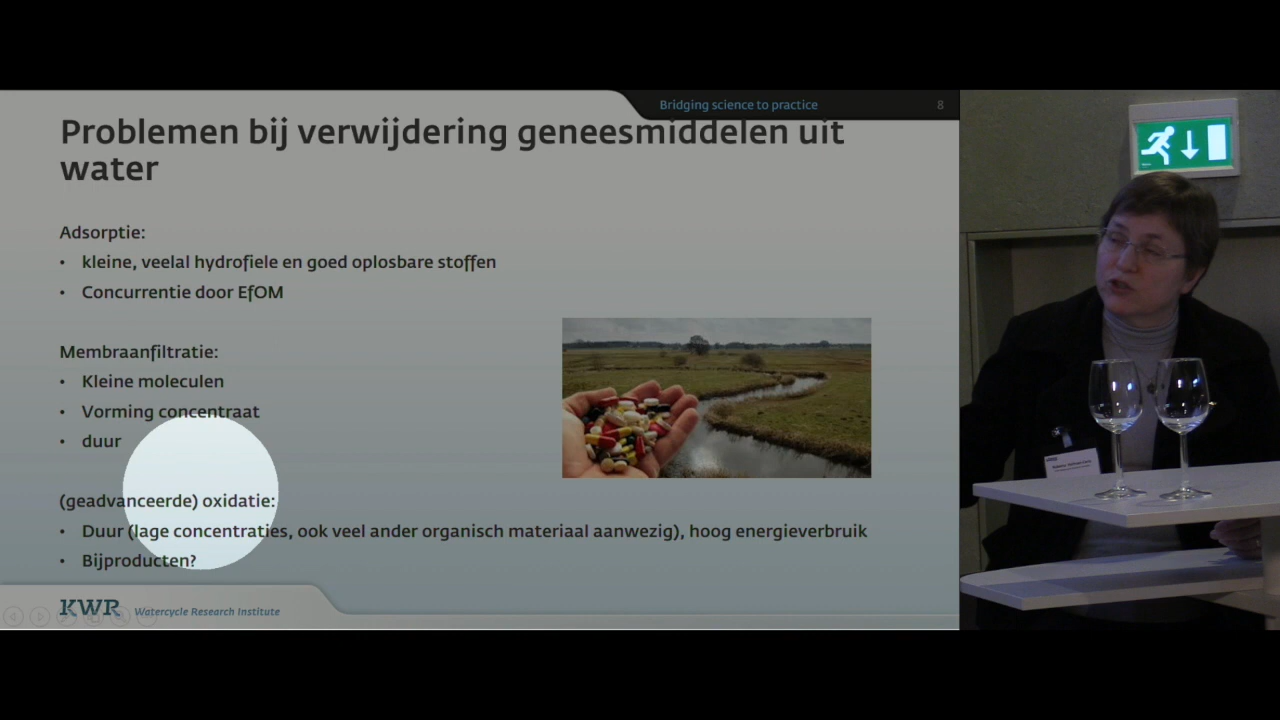 Bridging science to practice
8
Problemen bij verwijdering geneesmiddelen uit
water
Adsorptie:
• kleine, veelal hydrofiele en goed oplosbare stoffen
• Concurrentie door EfOM
Membraanfiltratie:
• Kleine moleculen
• Vorming concentraat
• duur
(geadvanceerde) oxidatie:
• Duur (lage concentraties, ook veel ander organisch materiaal aanwezig), hoog energieverbruik
• Bijproducten?
KWR Watercycle Research Institute